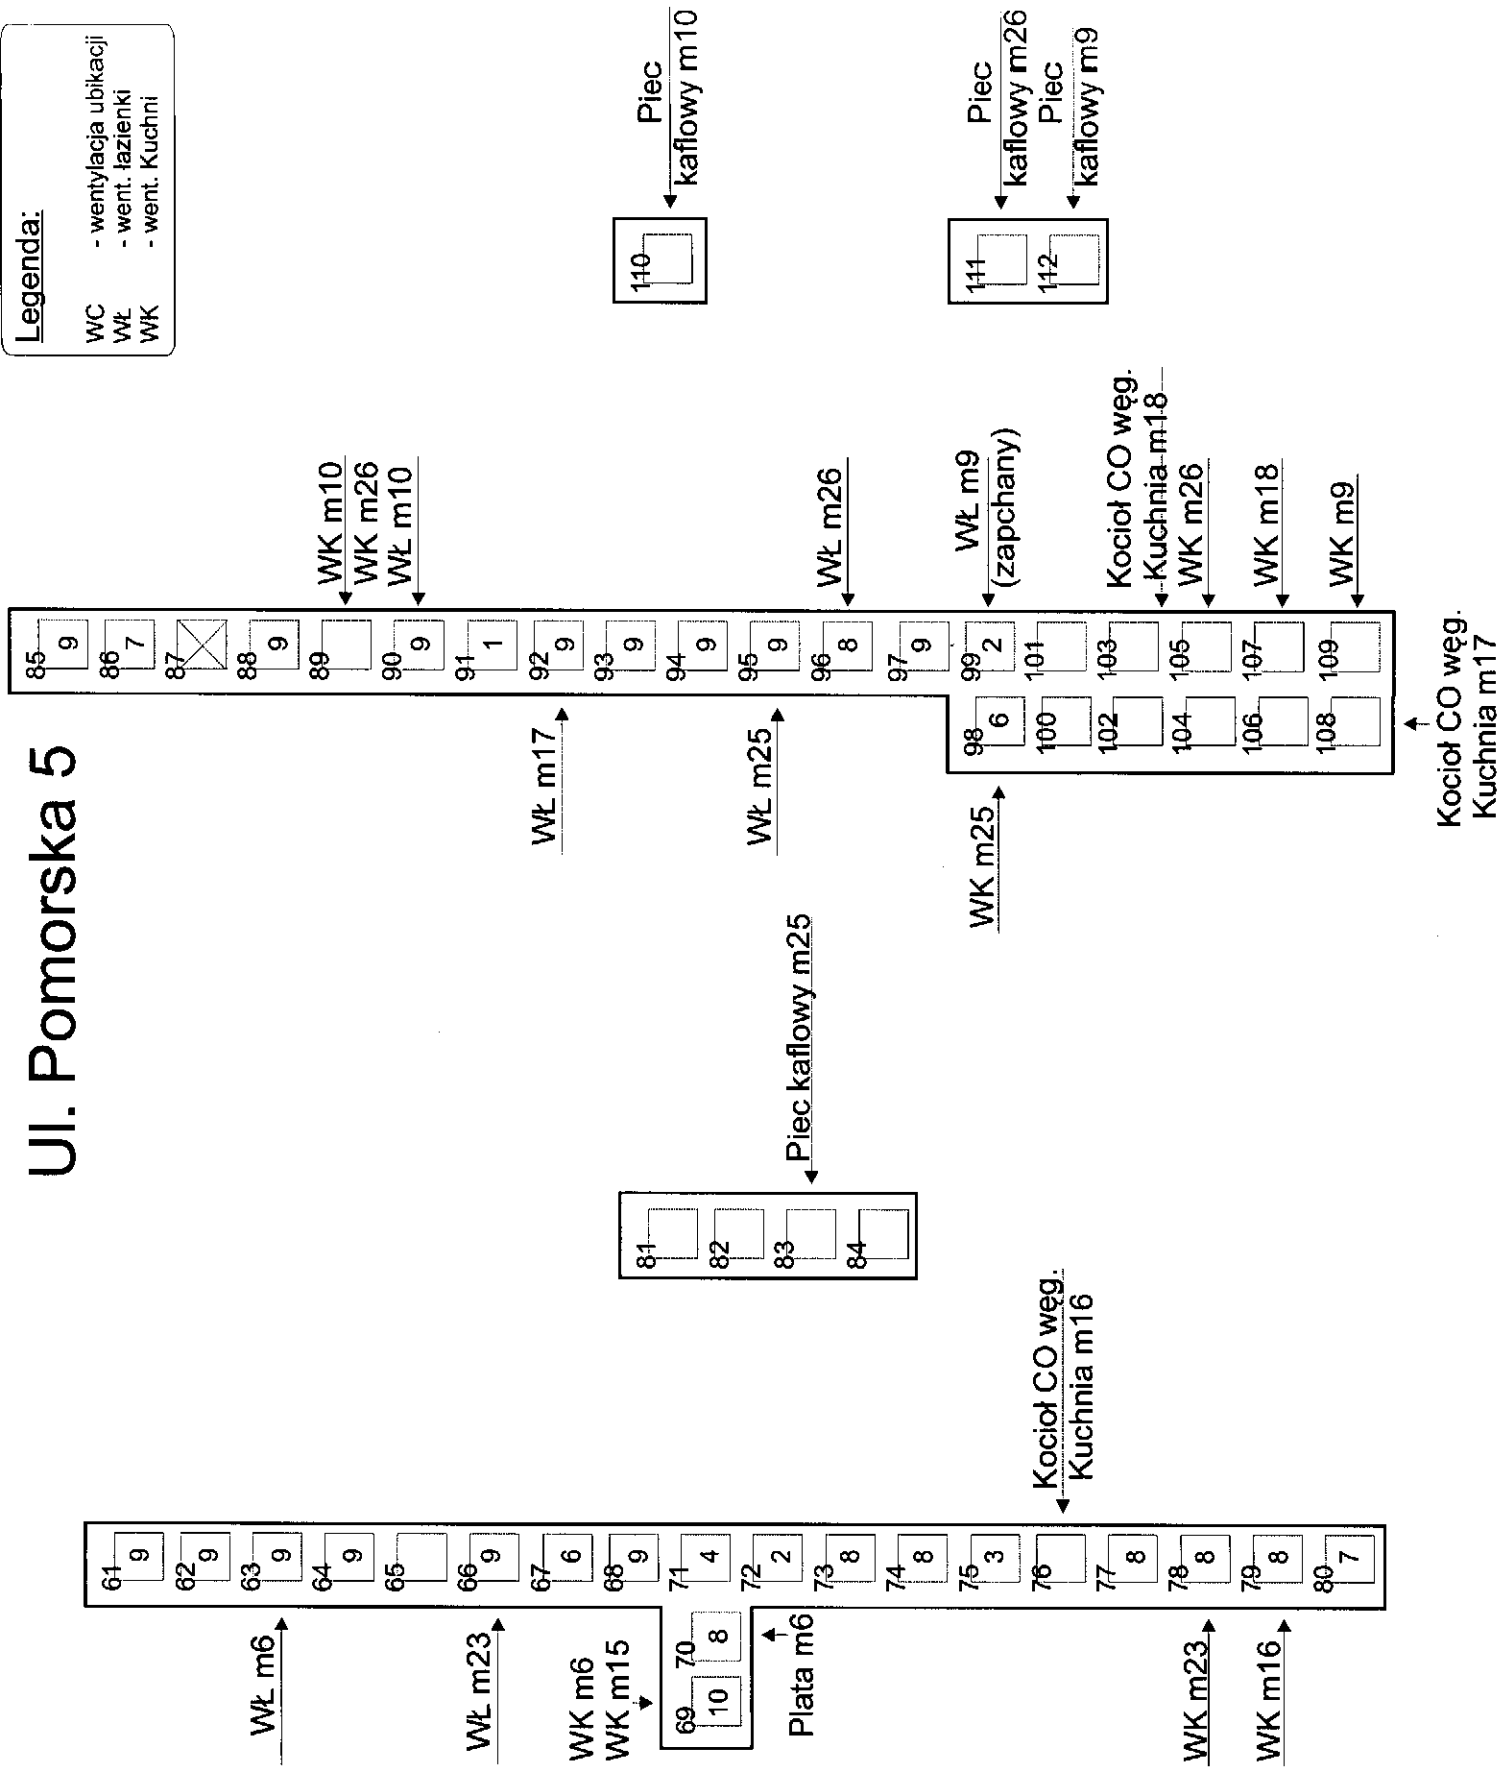 Ul. Pomorska 5
Legenda:
WC - wentylacja ubikacji
WŁ - went. łazienki
WK - went. Kuchni
61 9
62 9
63 9
64 9
65
66 9
67 6
68 9
69 10
70 8
71 4
72 2
73 8
74 8
75 3
76
77 8
78 8
79 8
80 7
WŁ m6
WŁ m23
WK m6
WK m15
Plata m6
WK m23
WK m16
Kocioł CO węg.
Kuchnia m16
81
82
83
84
Piec kaflowy m25
85 9
86 7
87
88 9
89
90 9
91 1
92 9
93 9
94 9
95 9
96 8
97 9
98 6
99 2
100
101
102
103
104
105
106
107
108
109
WŁ m17
WŁ m25
WK m25
WK m10
WK m26
WŁ m10
WŁ m26
WŁ m9
(zapchany)
Kocioł CO węg.
Kuchnia m18
WK m26
WK m18
WK m9
Kocioł CO węg.
Kuchnia m17
110
Piec
kaflowy m10
111
112
Piec
kaflowy m26
Piec
kaflowy m9